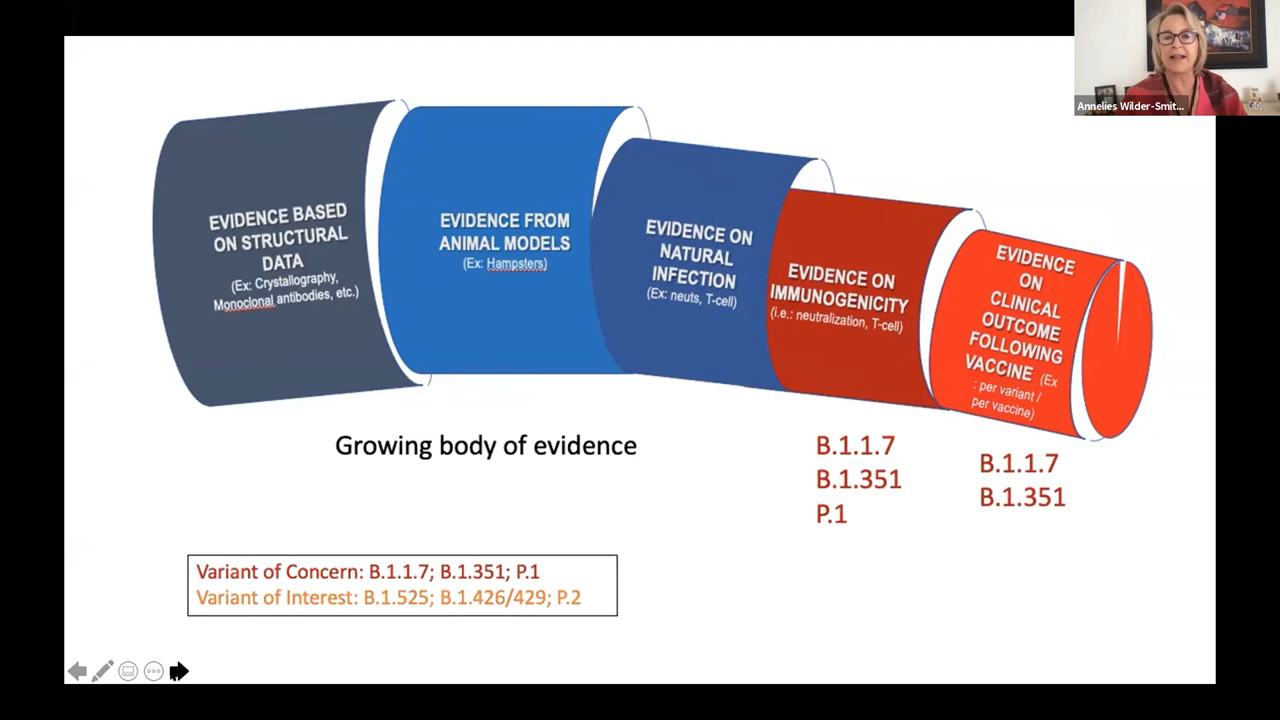 Annelies Wilder-Smit...
EVIDENCE BASED
ON STRUCTURAL
DATA
(Ex: Crystallography,
Monoclonal antibodies, etc.)
EVIDENCE FROM
ANIMAL MODELS
(Ex: Hampsters)
EVIDENCE ON
NATURAL
INFECTION
(Ex: neuts, T-cell)
EVIDENCE ON
IMMUNOGENICITY
(i.e.: neutralization, T-cell)
EVIDENCE
ON
CLINICAL
OUTCOME
FOLLOWING
VACCINE (Ex
: per variant /
per vaccine)
Growing body of evidence
B.1.1.7
B.1.351
P.1
B.1.1.7
B.1.351
Variant of Concern: B.1.1.7; B.1.351; P.1
Variant of Interest: B.1.525; B.1.426/429; P.2